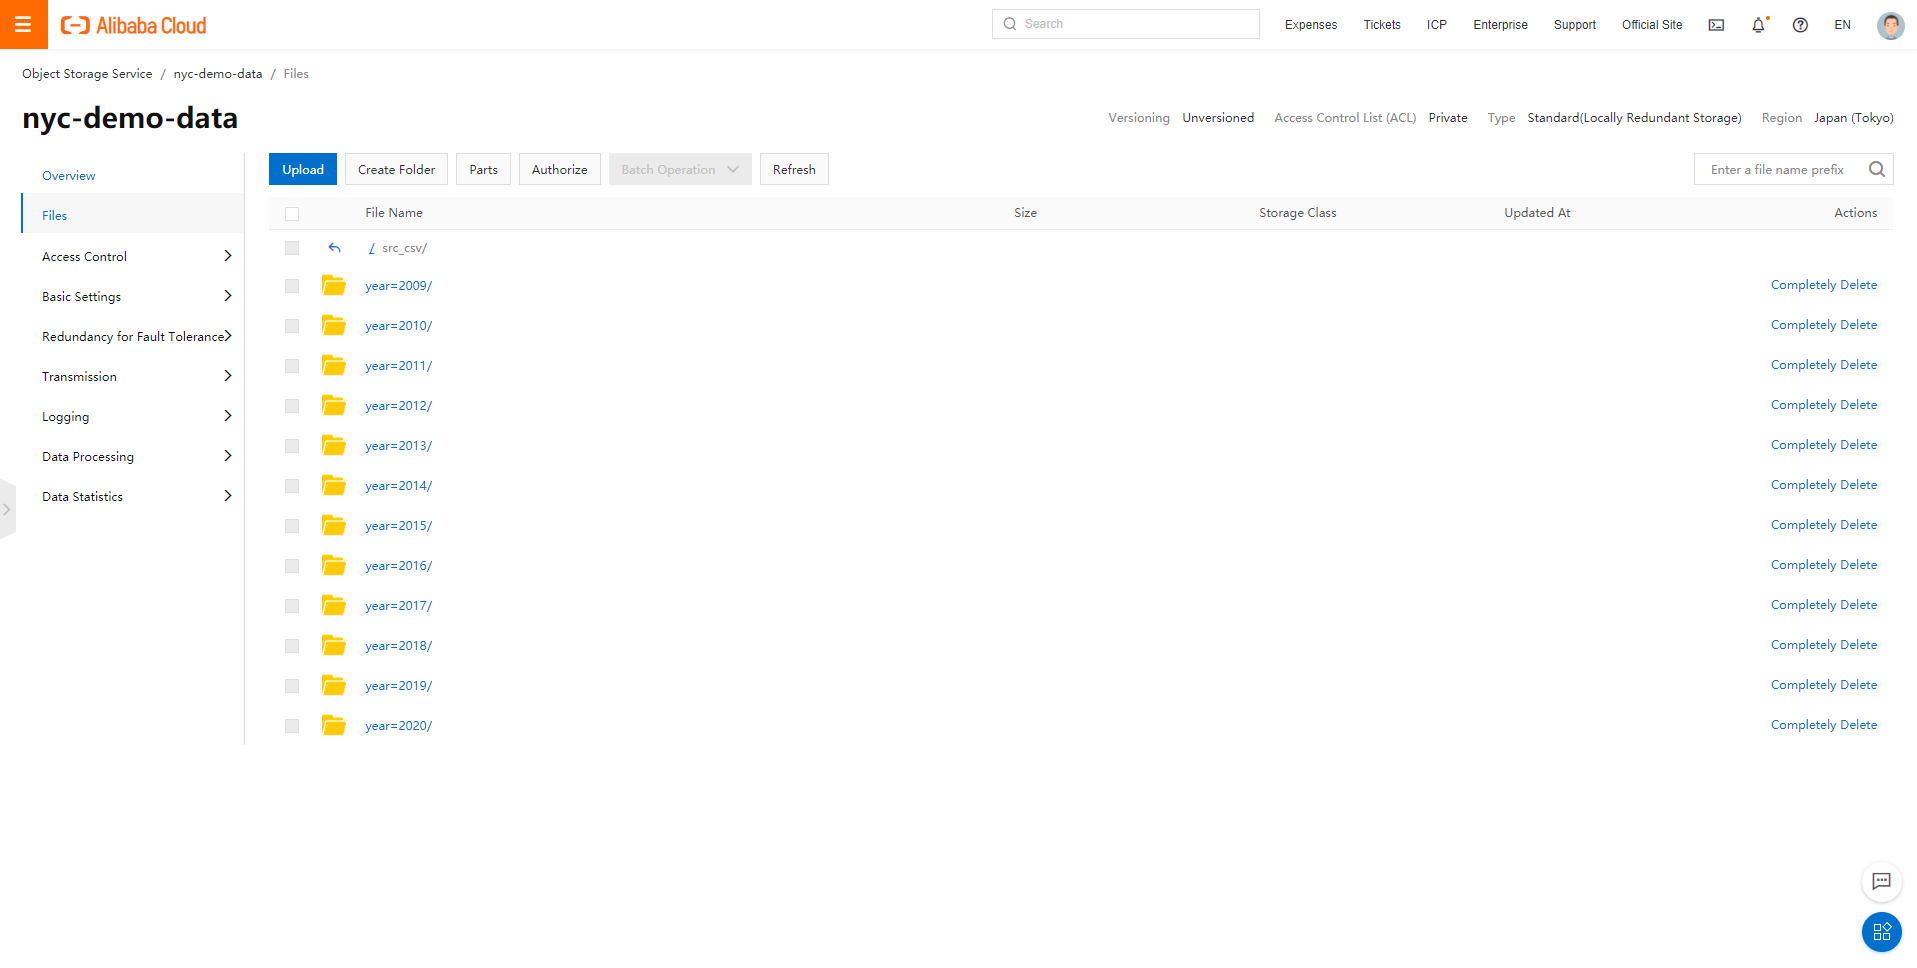 Alibaba Cloud
Search
Expenses Tickets ICP Enterprise Support Official Site EN
Object Storage Service / nyc-demo-data / Files
nyc-demo-data
Versioning Unversioned Access Control List (ACL) Private Type Standard(Locally Redundant Storage) Region Japan (Tokyo)
Overview
Files
Access Control
Basic Settings
Redundancy for Fault Tolerance
Transmission
Logging
Data Processing
Data Statistics
Upload Create Folder Parts Authorize Batch Operation Refresh Enter a file name prefix
File Name Size Storage Class Updated At Actions
/ src_csv/
year=2009/ Completely Delete
year=2010/ Completely Delete
year=2011/ Completely Delete
year=2012/ Completely Delete
year=2013/ Completely Delete
year=2014/ Completely Delete
year=2015/ Completely Delete
year=2016/ Completely Delete
year=2017/ Completely Delete
year=2018/ Completely Delete
year=2019/ Completely Delete
year=2020/ Completely Delete